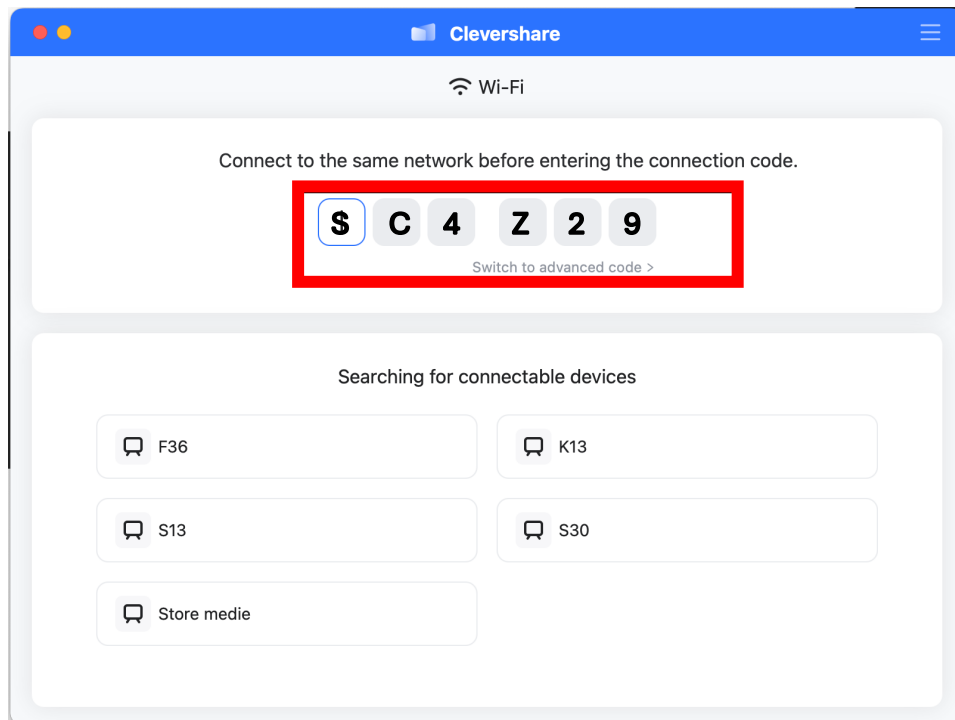 Clevershare
Wi-Fi
Connect to the same network before entering the connection code.
$ C 4 Z 2 9
Switch to advanced code >
Searching for connectable devices
F36
K13
S13
S30
Store medie